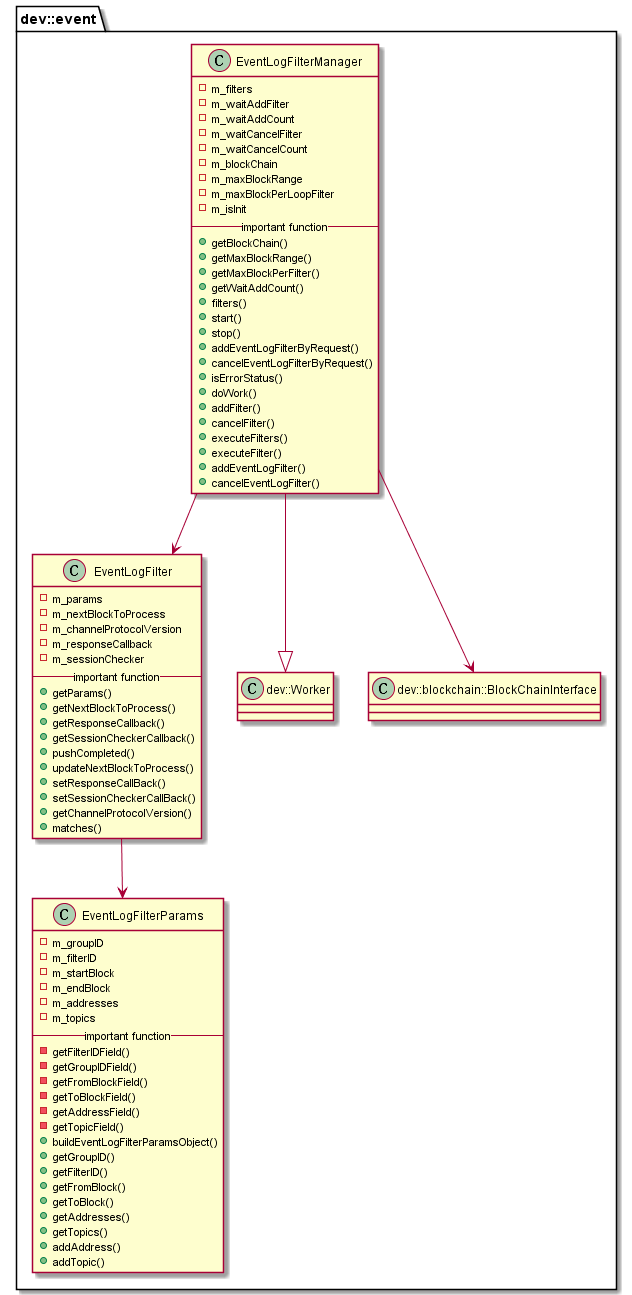 dev::event
C EventLogFilterManager
m_filters
m_waitAddFilter
m_waitAddCount
m_waitCancelFilter
m_waitCancelCount
m_blockChain
m_maxBlockRange
m_maxBlockPerLoopFilter
m_isInit
important function
getBlockChain()
getMaxBlockRange()
getMaxBlockPerFilter()
getWaitAddCount()
filters()
start()
stop()
addEventLogFilterByRequest()
cancelEventLogFilterByRequest()
isErrorStatus()
doWork()
addFilter()
cancelFilter()
executeFilters()
executeFilter()
addEventLogFilter()
cancelEventLogFilter()
C EventLogFilter
m_params
m_nextBlockToProcess
m_channelProtocolVersion
m_responseCallback
m_sessionChecker
important function
getParams()
getNextBlockToProcess()
getResponseCallback()
getSessionCheckerCallback()
pushCompleted()
updateNextBlockToProcess()
setResponseCallBack()
setSessionCheckerCallBack()
getChannelProtocolVersion()
matches()
C dev::Worker
C dev::blockchain::BlockChainInterface
C EventLogFilterParams
m_groupID
m_filterID
m_startBlock
m_endBlock
m_addresses
m_topics
important function
getFilterIDField()
getGroupIDField()
getFromBlockField()
getToBlockField()
getAddressField()
getTopicField()
buildEventLogFilterParamsObject()
getGroupID()
getFilterID()
getFromBlock()
getToBlock()
getAddresses()
getTopics()
addAddress()
addTopic()